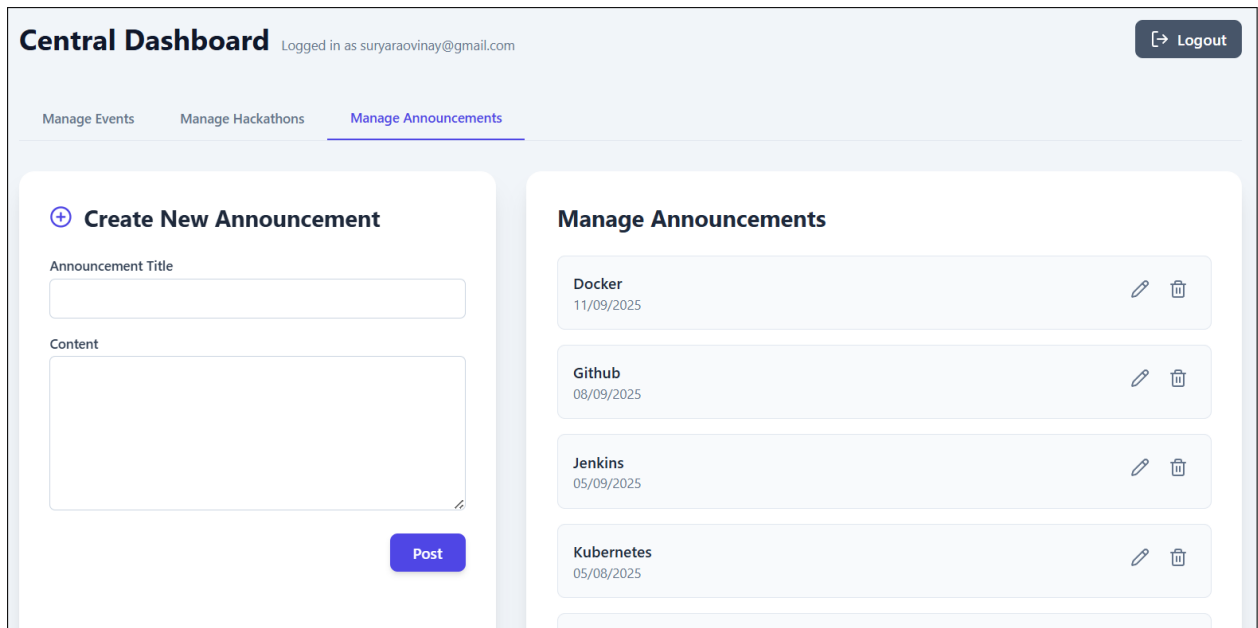 Central Dashboard Logged in as suryaraovinay@gmail.com
Logout
Manage Events Manage Hackathons Manage Announcements
Create New Announcement
Announcement Title
Content
Post
Manage Announcements
Docker
11/09/2025
Github
08/09/2025
Jenkins
05/09/2025
Kubernetes
05/08/2025